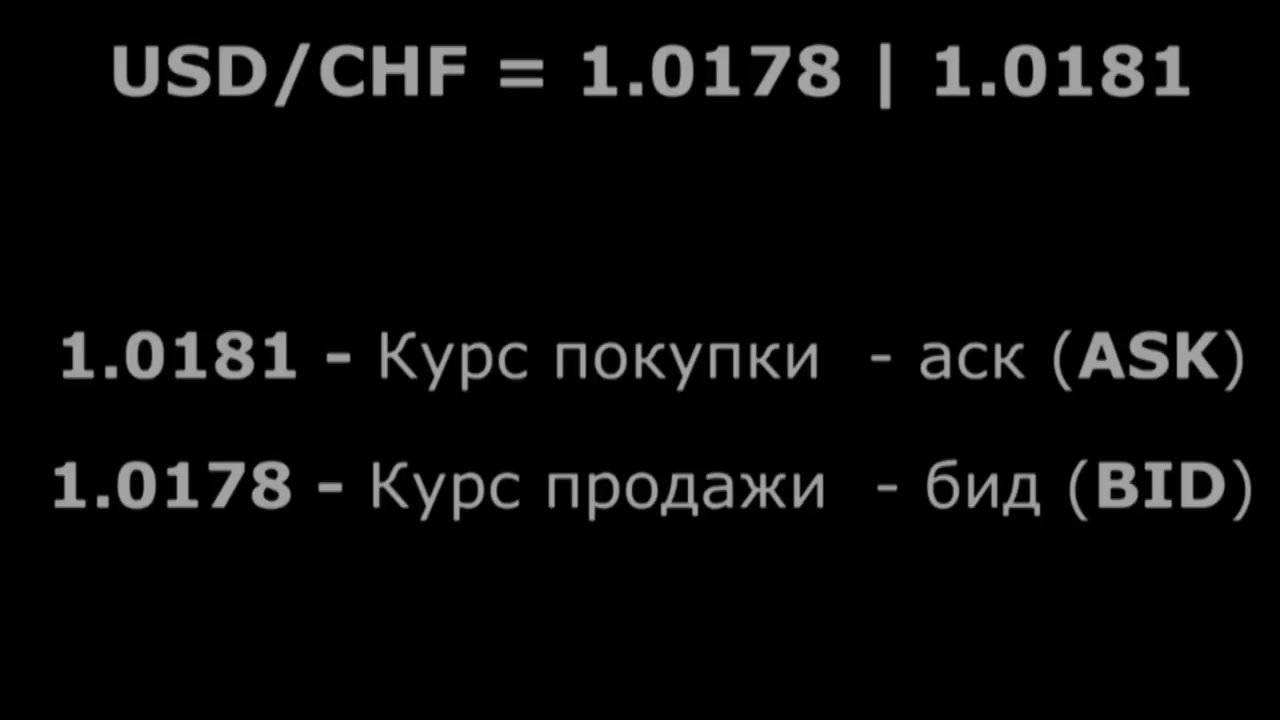 USD/CHF = 1.0178 | 1.0181
1.0181 - Курс покупки - аск (ASK)
1.0178 - Курс продажи - бид (BID)